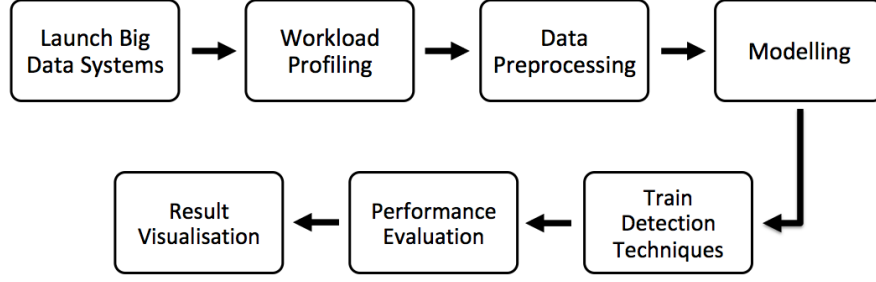 Launch Big
Data Systems
Workload
Profiling
Data
Preprocessing
Modelling
Train
Detection
Techniques
Performance
Evaluation
Result
Visualisation